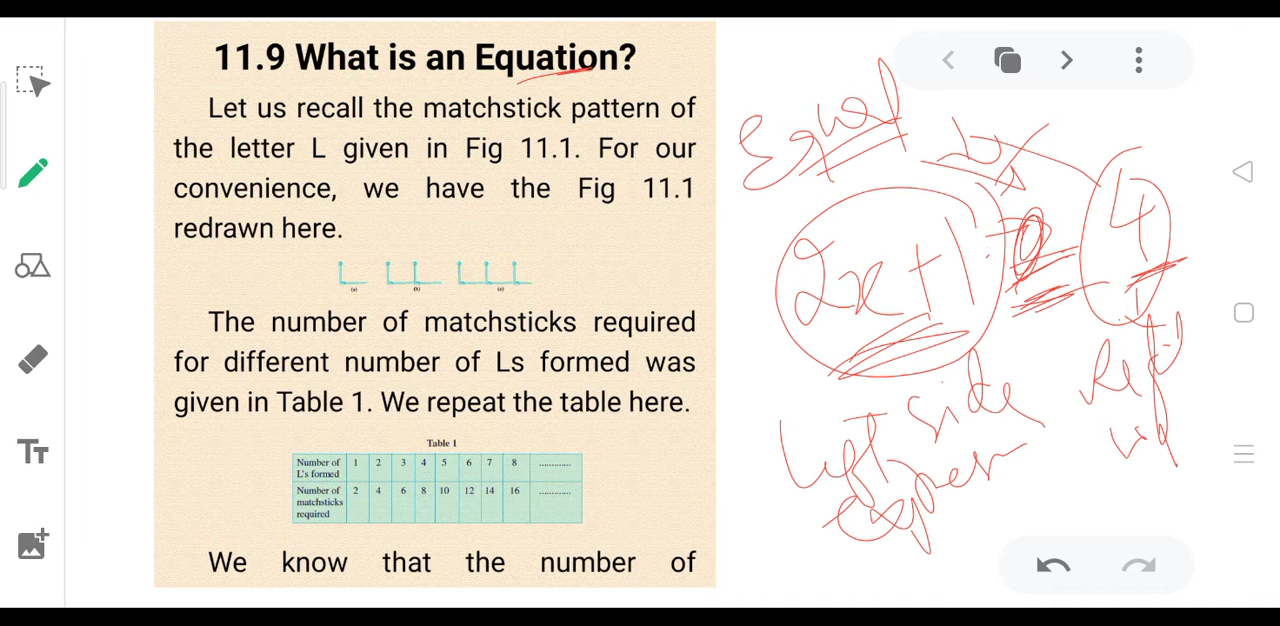 11.9 What is an Equation?
Let us recall the matchstick pattern of
the letter L given in Fig 11.1. For our
convenience, we have the Fig 11.1
redrawn here.
(a) (b) (c)
The number of matchsticks required
for different number of Ls formed was
given in Table 1. We repeat the table here.
Table 1
Number of L's formed 1 2 3 4 5 6 7 8 .............
Number of matchsticks required 2 4 6 8 10 12 14 16 .............
We know that the number of
Equal
2x+1 = 4
Left side
Tт